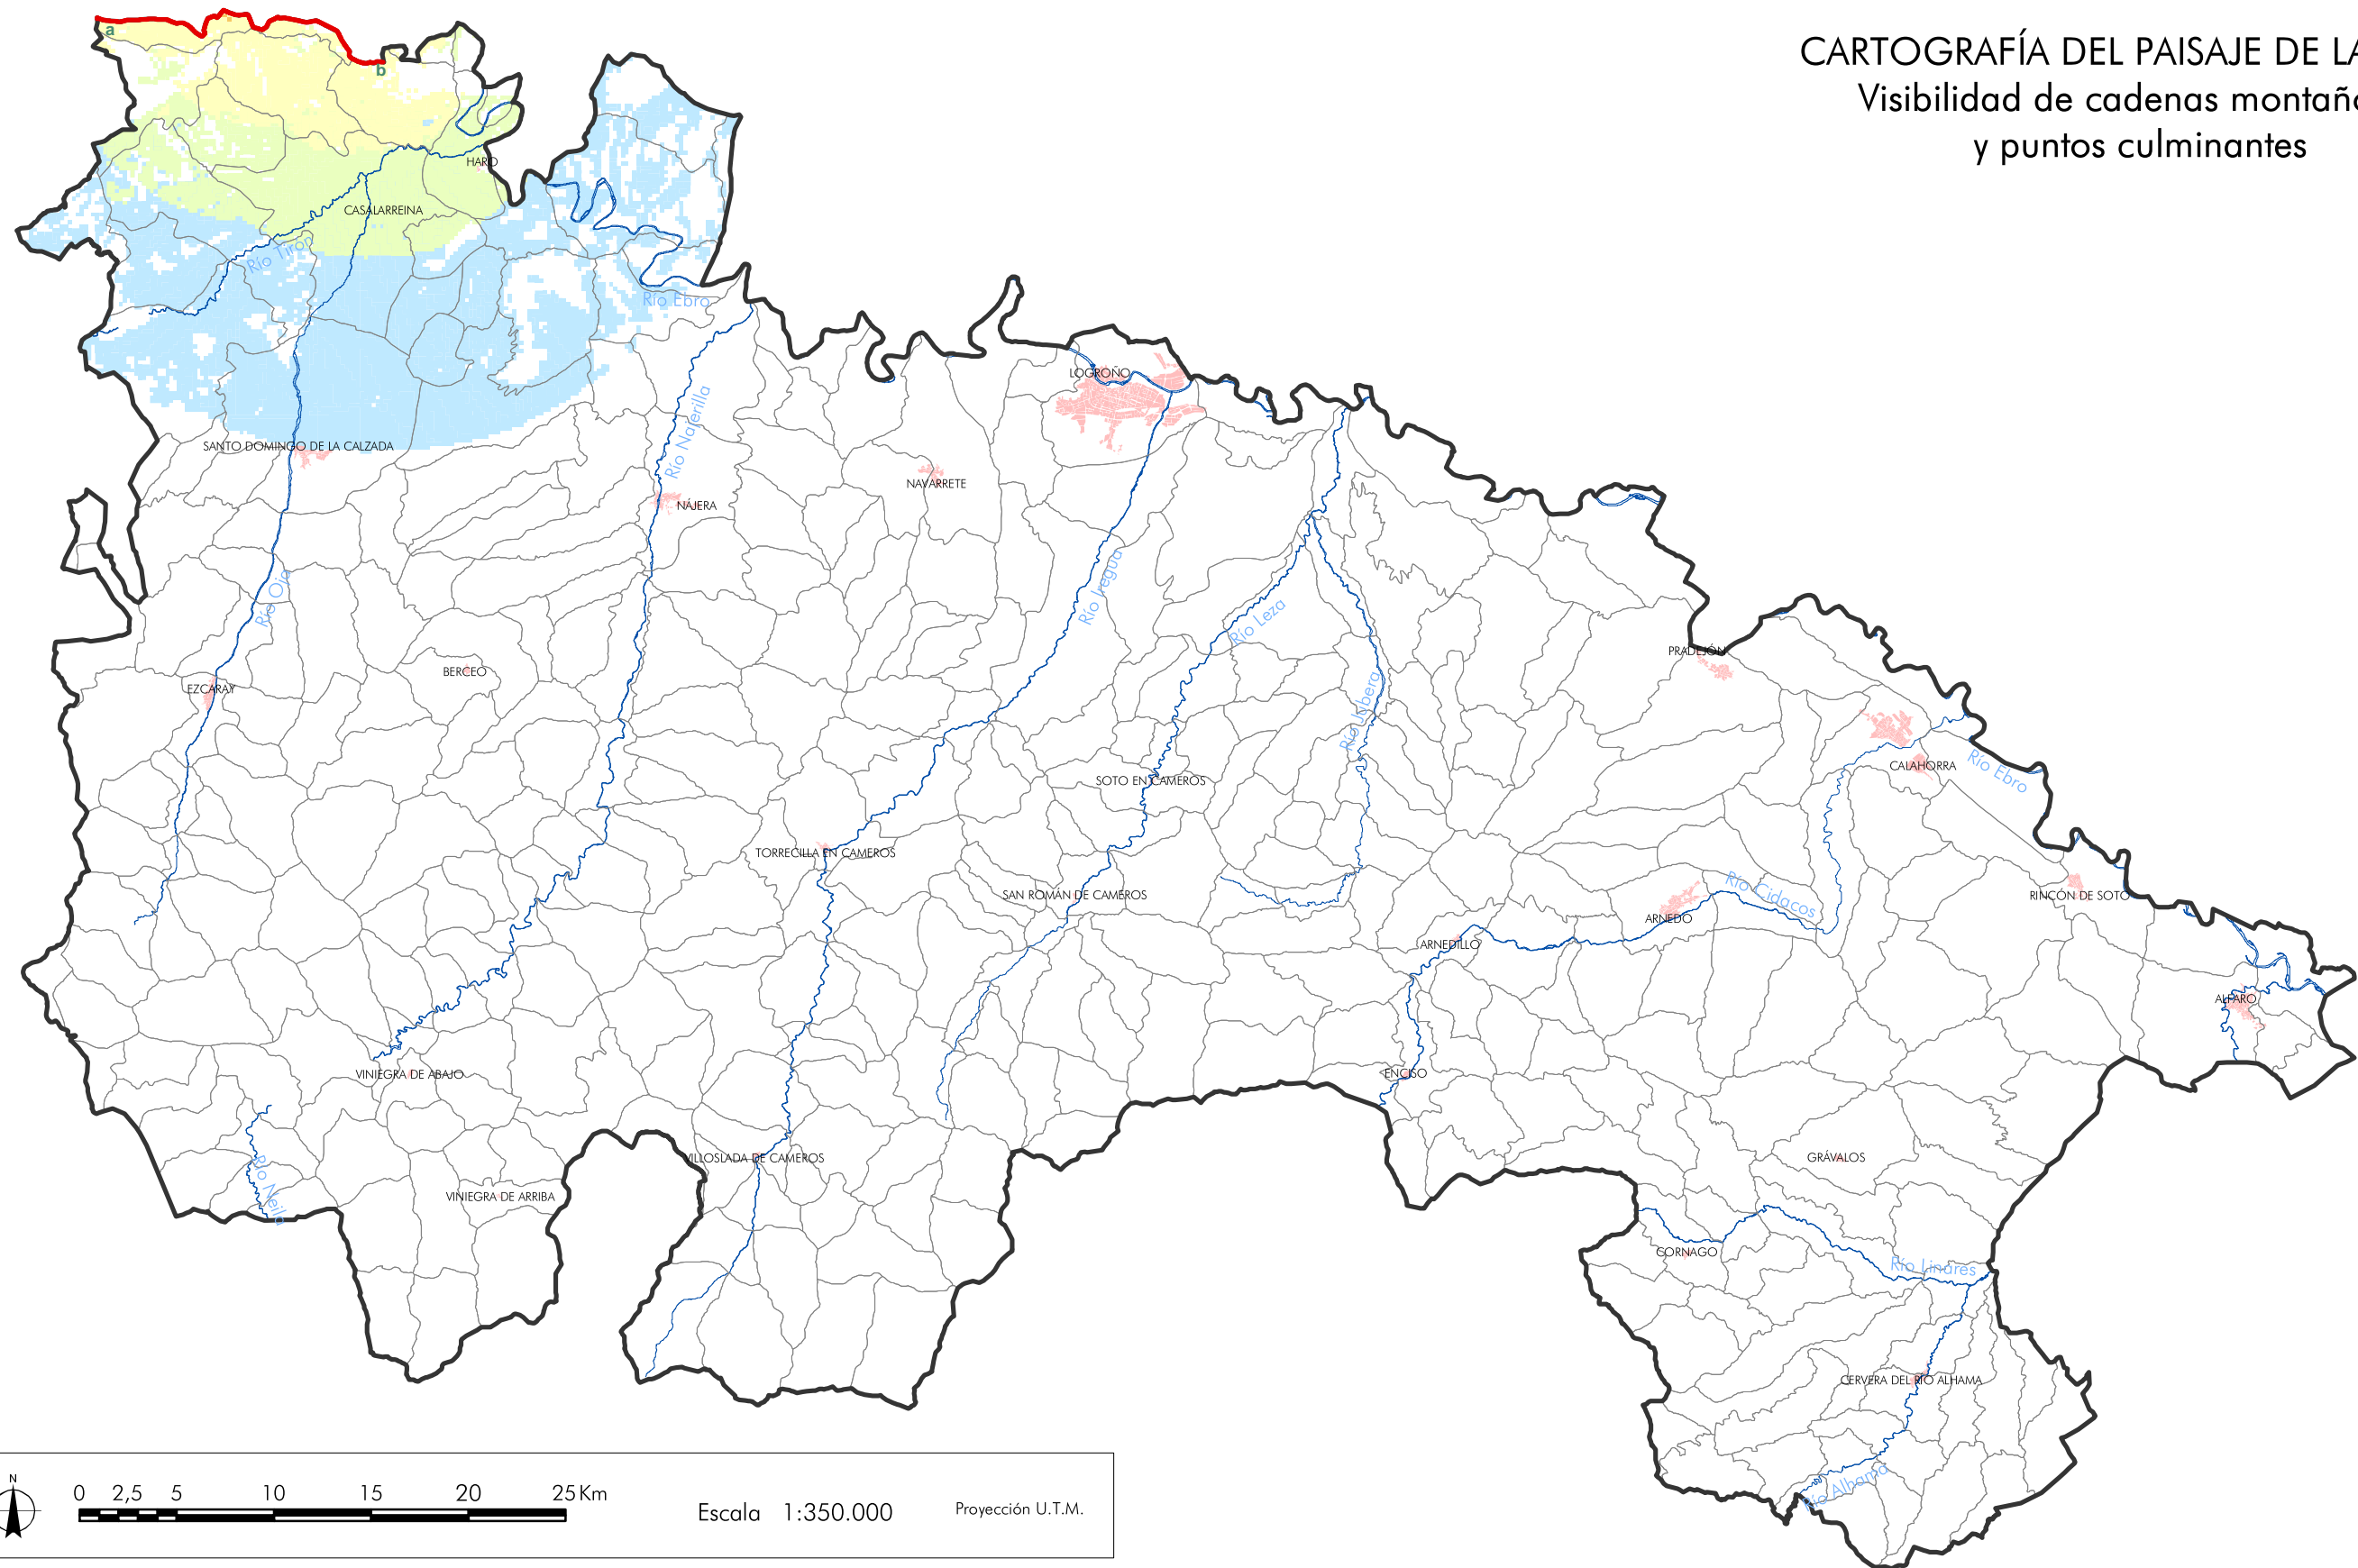 CARTOGRAFÍA DEL PAISAJE DE LA
Visibilidad de cadenas montaño
y puntos culminantes
a
b
HARO
CASALARREINA
Río Tirón
Río Ebro
LOGROÑO
SANTO DOMINGO DE LA CALZADA
Río Najerilla
NAVARRETE
NÁJERA
Río Oja
Río Iregua
Río Leza
PRADEJÓN
BERCEO
EZCARAY
Río Jubera
SOTO EN CAMEROS
CALAHORRA
Río Ebro
TORRECILLA EN CAMEROS
SAN ROMÁN DE CAMEROS
Río Cidacos
RINCÓN DE SOTO
ARNEDO
ARNEDILLO
ALFARO
VINIEGRA DE ABAJO
ENCISO
VILLOSLADA DE CAMEROS
GRÁVALOS
Río Neila
VINIEGRA DE ARRIBA
CORNAGO
Río Linares
CERVERA DEL RÍO ALHAMA
Río Alhama
N
0 2,5 5 10 15 20 25 Km
Escala 1:350.000
Proyección U.T.M.